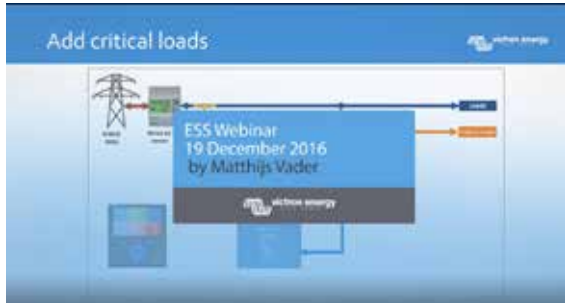 Add critical loads
victron energy
ESS Webinar
19 December 2016
by Matthijs Vader
victron energy